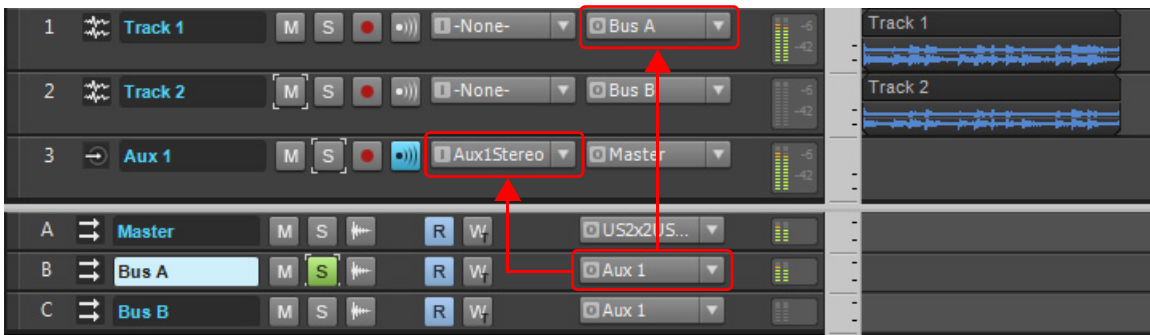 1 Track 1 M S -None- Bus A -6 -42 Track 1
2 Track 2 M S -None- Bus B -6 -42 Track 2
3 Aux 1 M S Aux1Stereo Master -6 -42
A Master M S R W US2x2US...
B Bus A M S R W Aux 1
C Bus B M S R W Aux 1